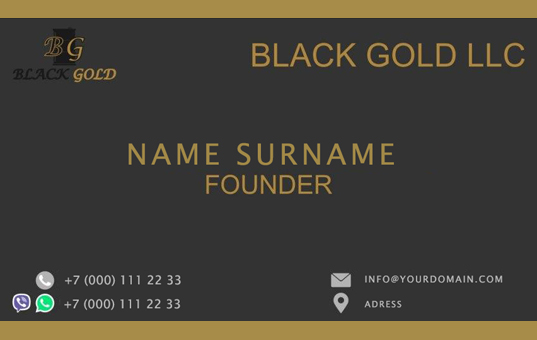 BG
BLACK GOLD
BLACK GOLD LLC
NAME SURNAME
FOUNDER
+7 (000) 111 22 33
+7 (000) 111 22 33
INFO@YOURDOMAIN.COM
ADRESS